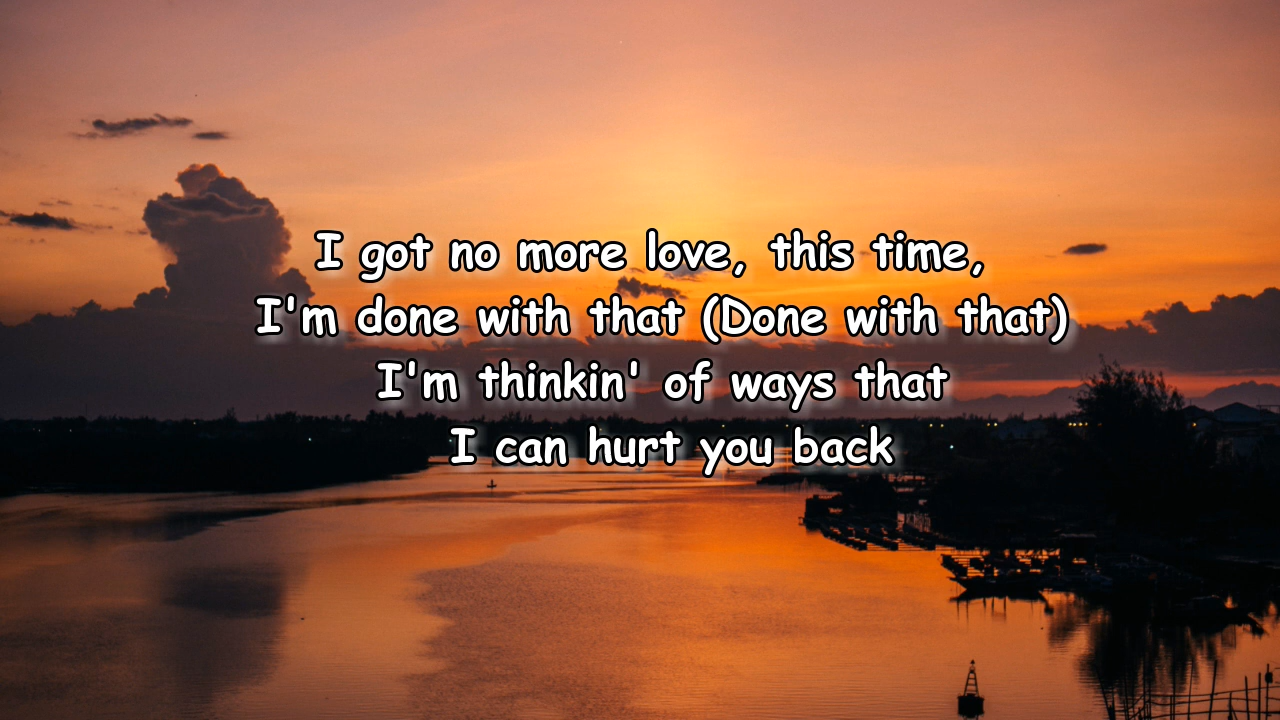 I got no more love, this time,
I'm done with that (Done with that)
I'm thinkin' of ways that
I can hurt you back